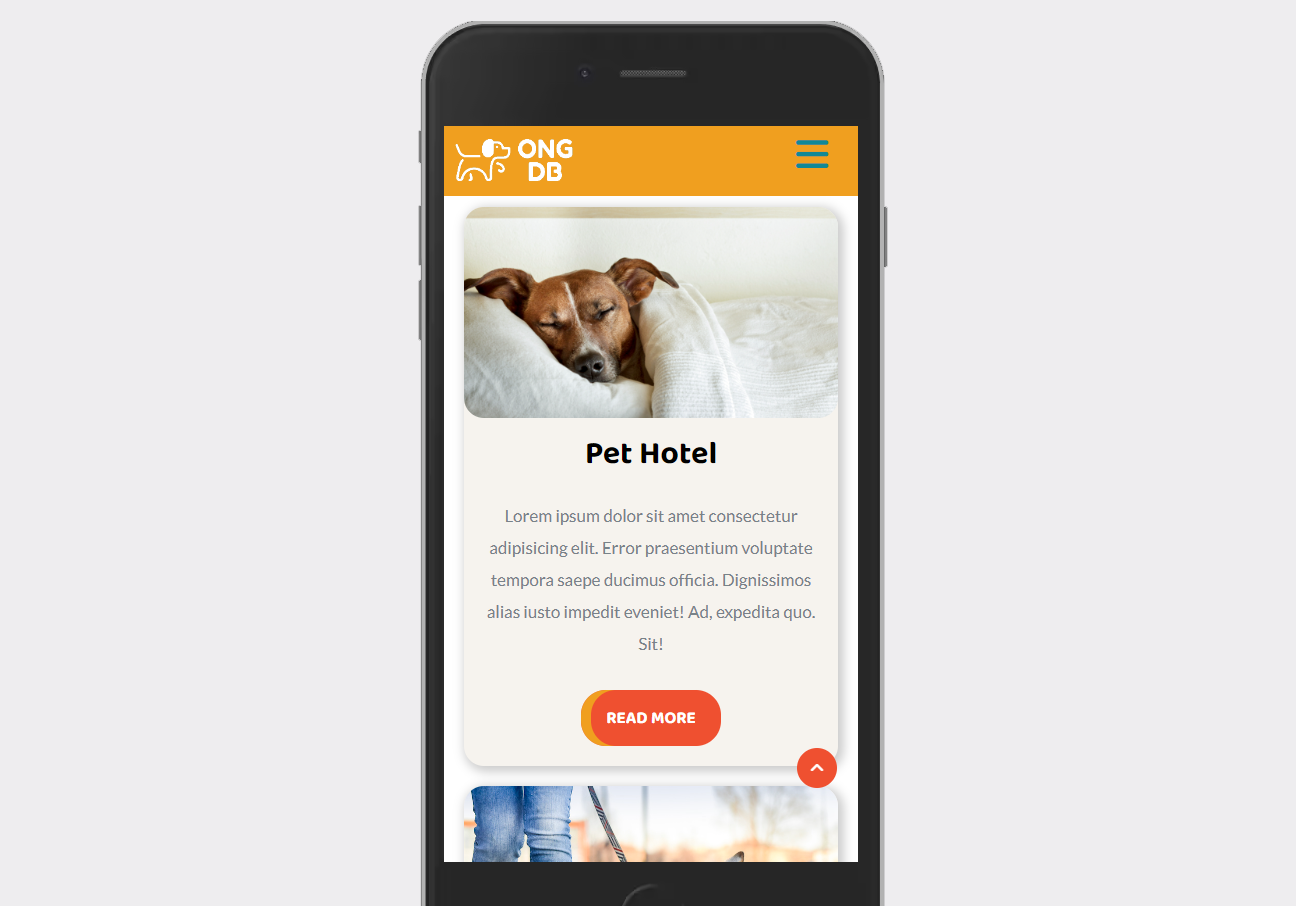 ONG
DB
Pet Hotel
Lorem ipsum dolor sit amet consectetur
adipisicing elit. Error praesentium voluptate
tempora saepe ducimus officia. Dignissimos
alias iusto impedit eveniet! Ad, expedita quo.
Sit!
READ MORE